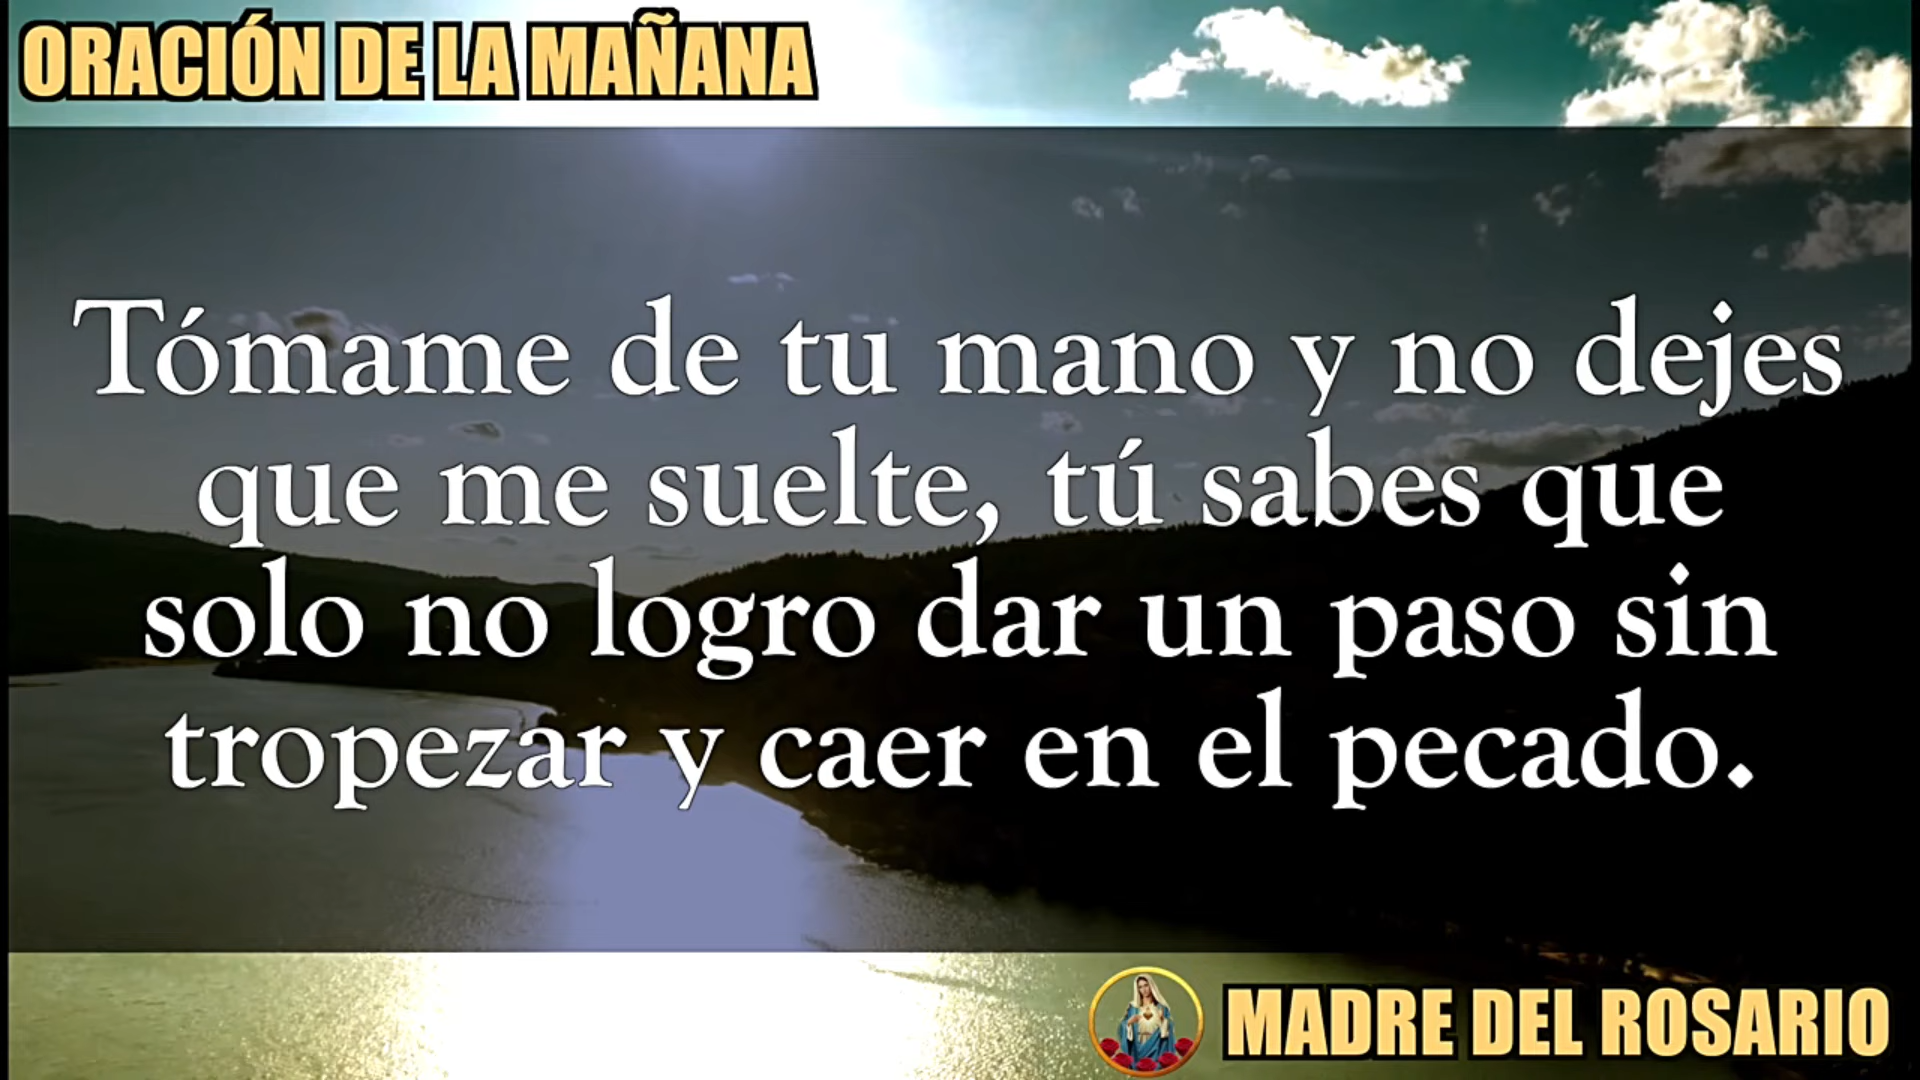 ORACIÓN DE LA MAÑANA
Tómame de tu mano y no dejes
que me suelte, tú sabes que
solo no logro dar un paso sin
tropezar y caer en el pecado.
MADRE DEL ROSARIO